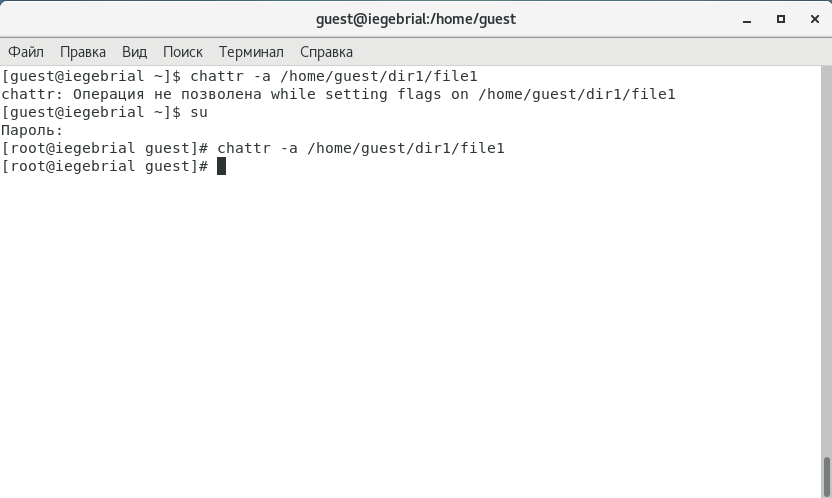 guest@iegebrial:/home/guest
Файл Правка Вид Поиск Терминал Справка
[guest@iegebrial ~]$ chattr -a /home/guest/dir1/file1
chattr: Операция не позволена while setting flags on /home/guest/dir1/file1
[guest@iegebrial ~]$ su
Пароль:
[root@iegebrial guest]# chattr -a /home/guest/dir1/file1
[root@iegebrial guest]#